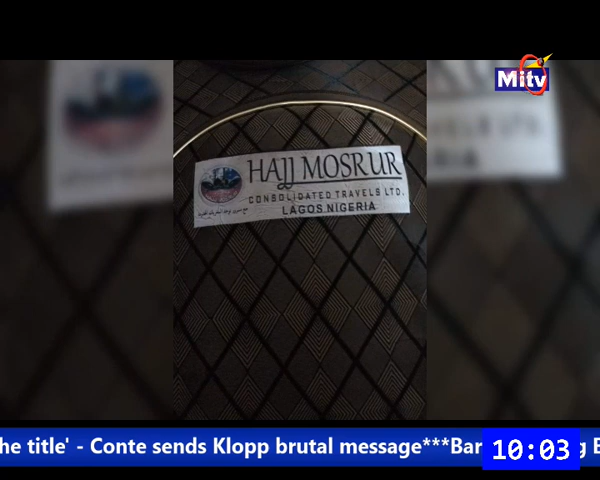 Mitv
HAJJ MOSRUR
CONSOLIDATED TRAVELS LTD.
LAGOS NIGERIA
he title' - Conte sends Klopp brutal message***Bar
10:03